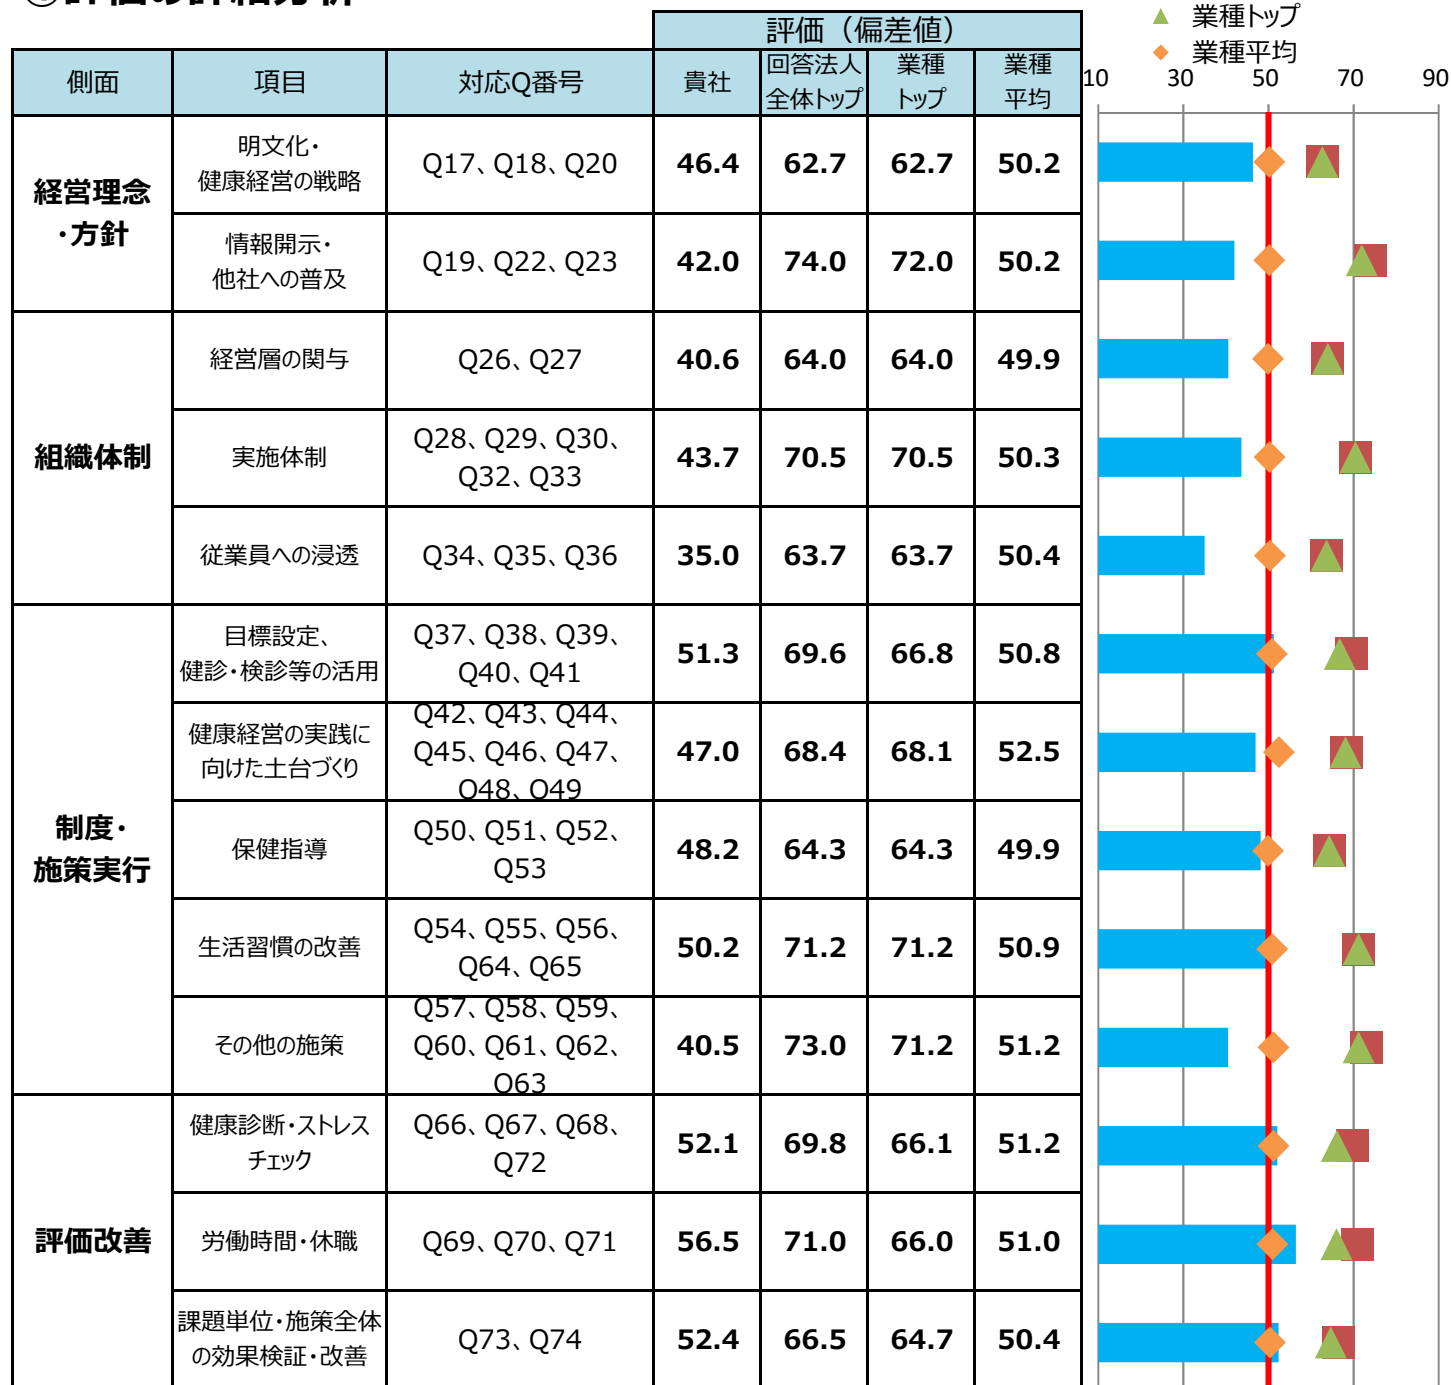 ①評価の詳細分析
▲ 業種トップ
◆ 業種平均
評価（偏差値）
側面 項目 対応Q番号 貴社 回答法人全体トップ 業種トップ 業種平均
10 30 50 70 90
経営理念・方針
明文化・
健康経営の戦略
Q17、Q18、Q20 46.4 62.7 62.7 50.2
情報開示・
他社への普及
Q19、Q22、Q23 42.0 74.0 72.0 50.2
組織体制
経営層の関与 Q26、Q27 40.6 64.0 64.0 49.9
実施体制
Q28、Q29、Q30、
Q32、Q33
43.7 70.5 70.5 50.3
従業員への浸透 Q34、Q35、Q36 35.0 63.7 63.7 50.4
制度・
施策実行
目標設定、
健診・検診等の活用
Q37、Q38、Q39、
Q40、Q41
51.3 69.6 66.8 50.8
健康経営の実践に
向けた土台づくり
Q42、Q43、Q44、
Q45、Q46、Q47、
Q48、Q49
47.0 68.4 68.1 52.5
保健指導
Q50、Q51、Q52、
Q53
48.2 64.3 64.3 49.9
生活習慣の改善
Q54、Q55、Q56、
Q64、Q65
50.2 71.2 71.2 50.9
その他の施策
Q57、Q58、Q59、
Q60、Q61、Q62、
Q63
40.5 73.0 71.2 51.2
評価改善
健康診断・ストレス
チェック
Q66、Q67、Q68、
Q72
52.1 69.8 66.1 51.2
労働時間・休職 Q69、Q70、Q71 56.5 71.0 66.0 51.0
課題単位・施策全体
の効果検証・改善
Q73、Q74 52.4 66.5 64.7 50.4